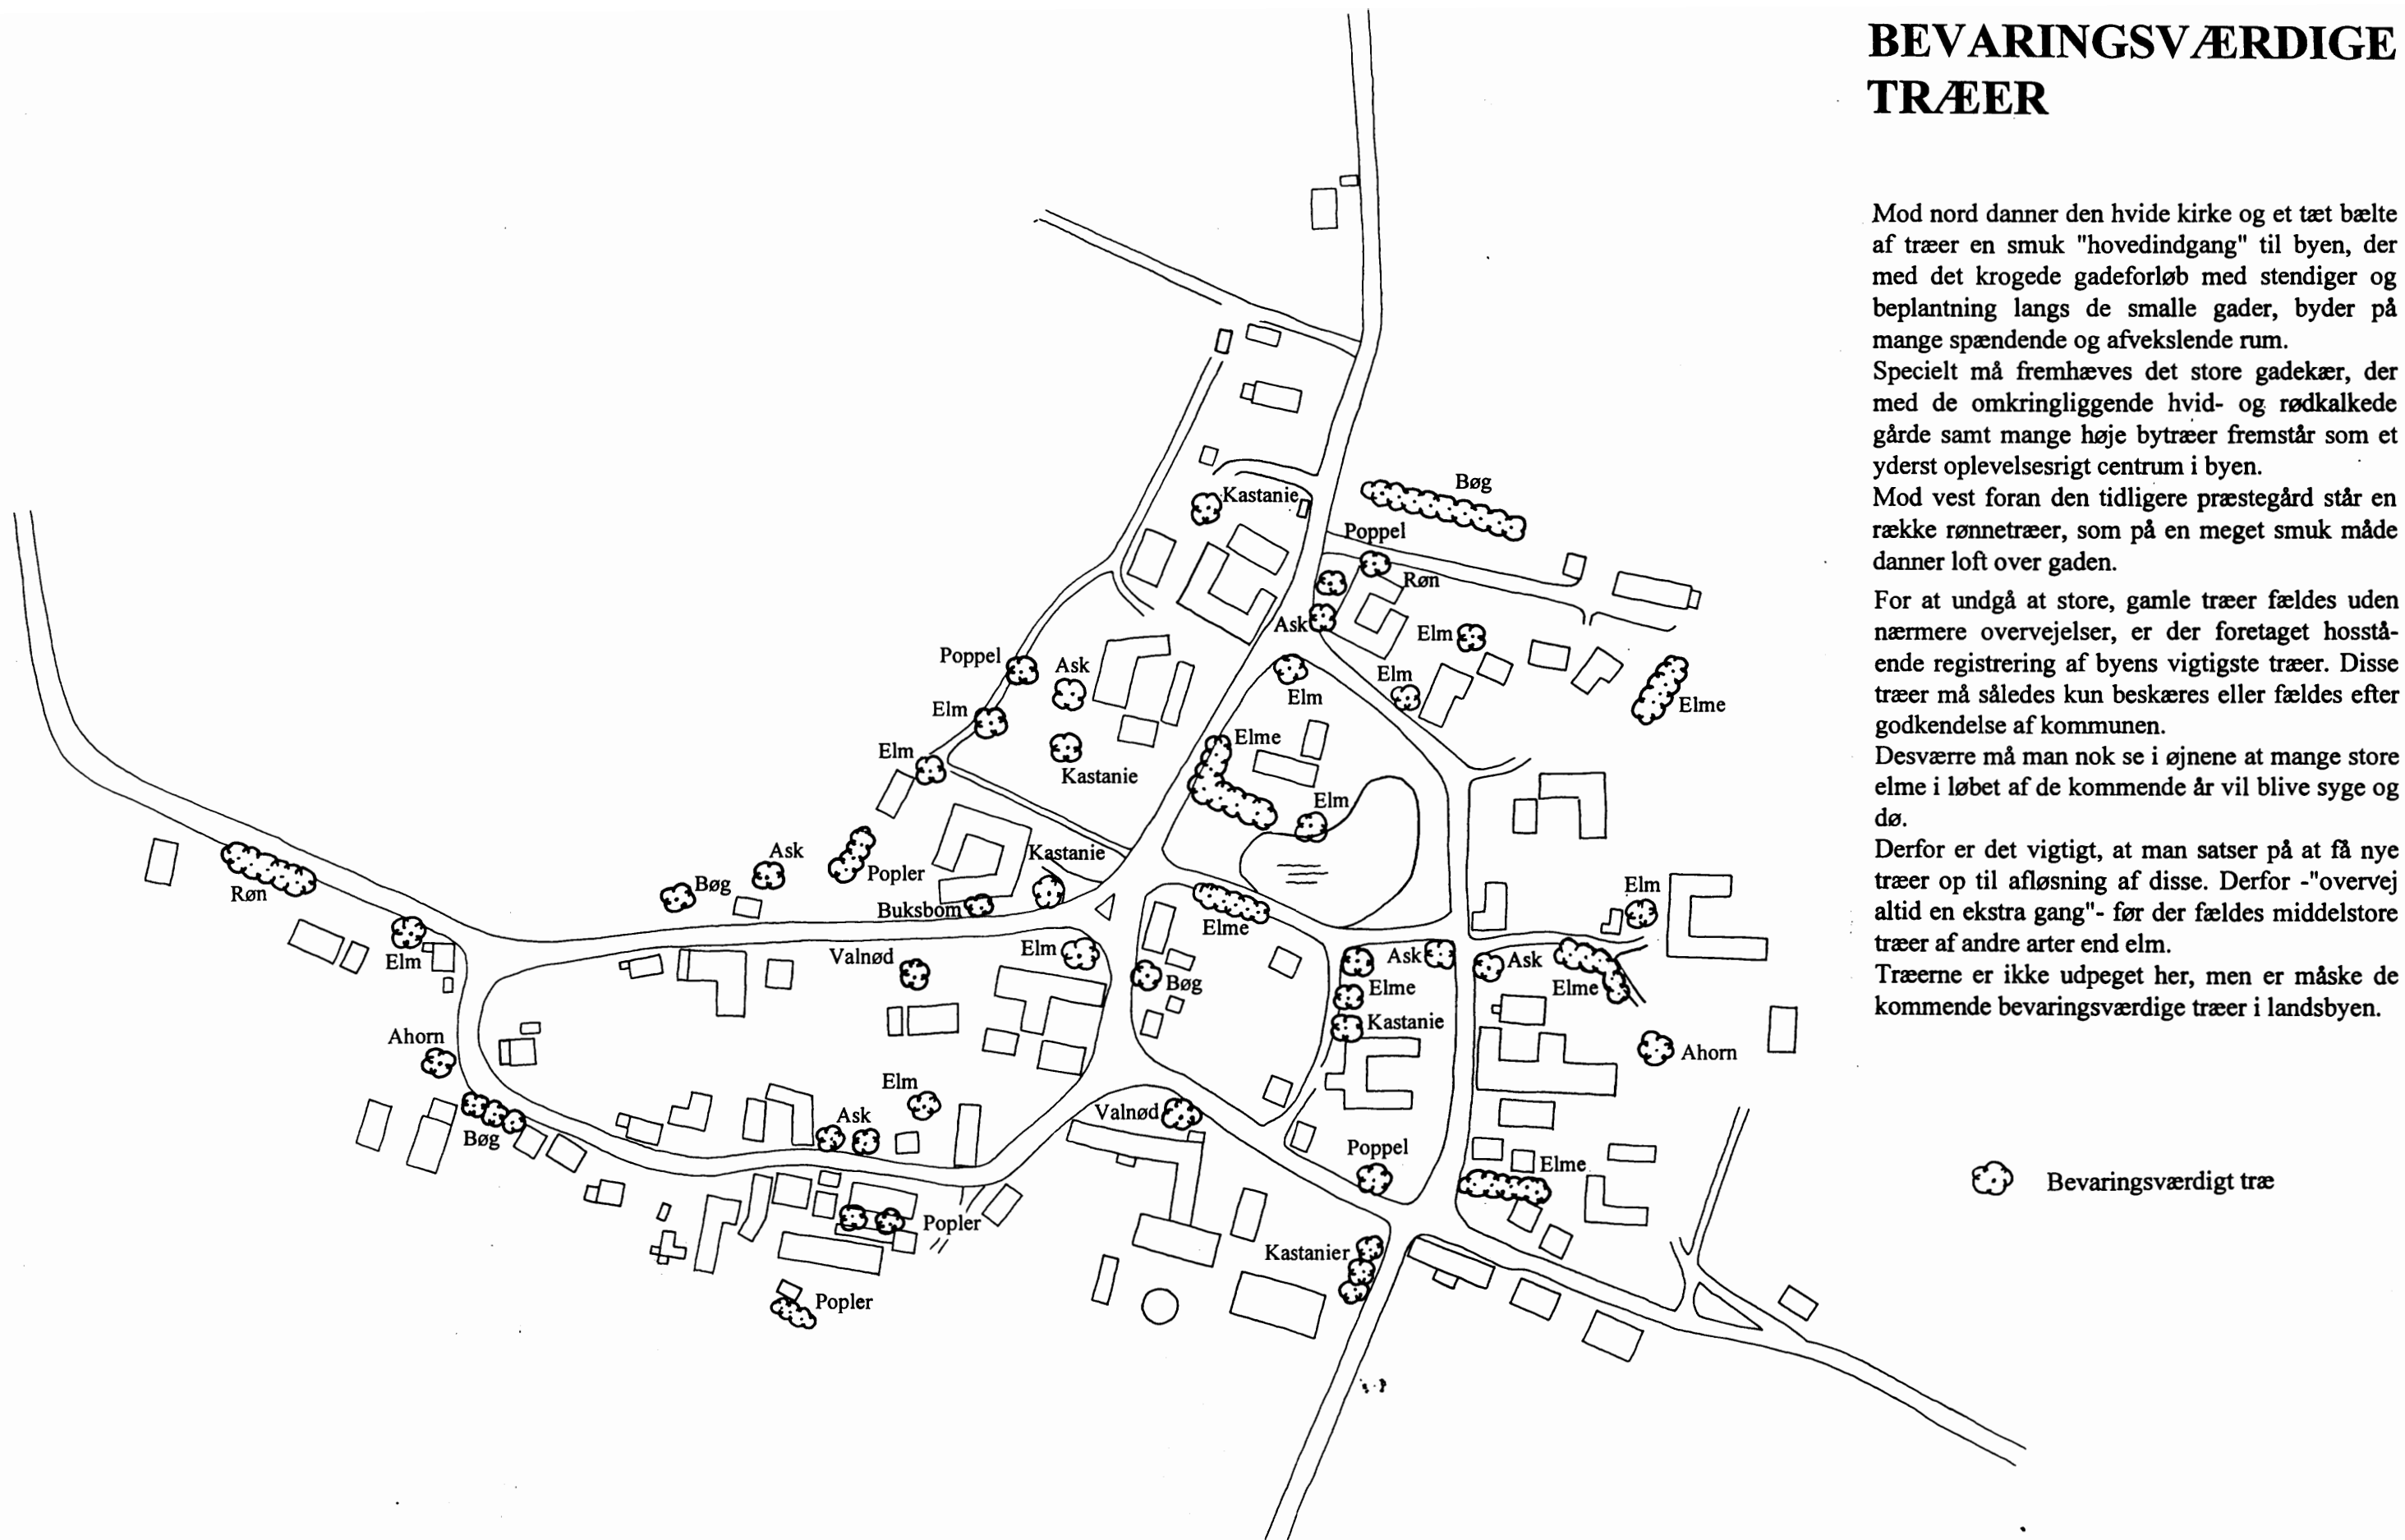 BEVARINGSVÆRDIGE
TRÆER
Mod nord danner den hvide kirke og et tæt bælte
af træer en smuk "hovedindgang" til byen, der
med det krogede gadeforløb med stendiger og
beplantning langs de smalle gader, byder på
mange spændende og afvekslende rum.
Specielt må fremhæves det store gadekær, der
med de omkringliggende hvid- og rødkalkede
gårde samt mange høje bytræer fremstår som et
yderst oplevelsesrigt centrum i byen.
Mod vest foran den tidligere præstegård står en
række rønnetræer, som på en meget smuk måde
danner loft over gaden.
For at undgå at store, gamle træer fældes uden
nærmere overvejelser, er der foretaget hosstå-
ende registrering af byens vigtigste træer. Disse
træer må således kun beskæres eller fældes efter
godkendelse af kommunen.
Desværre må man nok se i øjnene at mange store
elme i løbet af de kommende år vil blive syge og
dø.
Derfor er det vigtigt, at man satser på at få nye
træer op til afløsning af disse. Derfor -"overvej
altid en ekstra gang"- før der fældes middelstore
træer af andre arter end elm.
Træerne er ikke udpeget her, men er måske de
kommende bevaringsværdige træer i landsbyen.
Bevaringsværdigt træ
Bøg
Kastanie
Poppel
Røn
Ask
Elm
Poppel
Ask
Elm
Elm
Elme
Elm
Elme
Elm
Kastanie
Elm
Ask
Kastanie
Popler
Bøg
Røn
Buksbom
Elm
Elme
Valnød
Elm
Ask
Ask
Elm
Bøg
Elme
Elme
Kastanie
Ahorn
Ahorn
Elm
Valnød
Ask
Bøg
Poppel
Elme
Popler
Kastanier
Popler